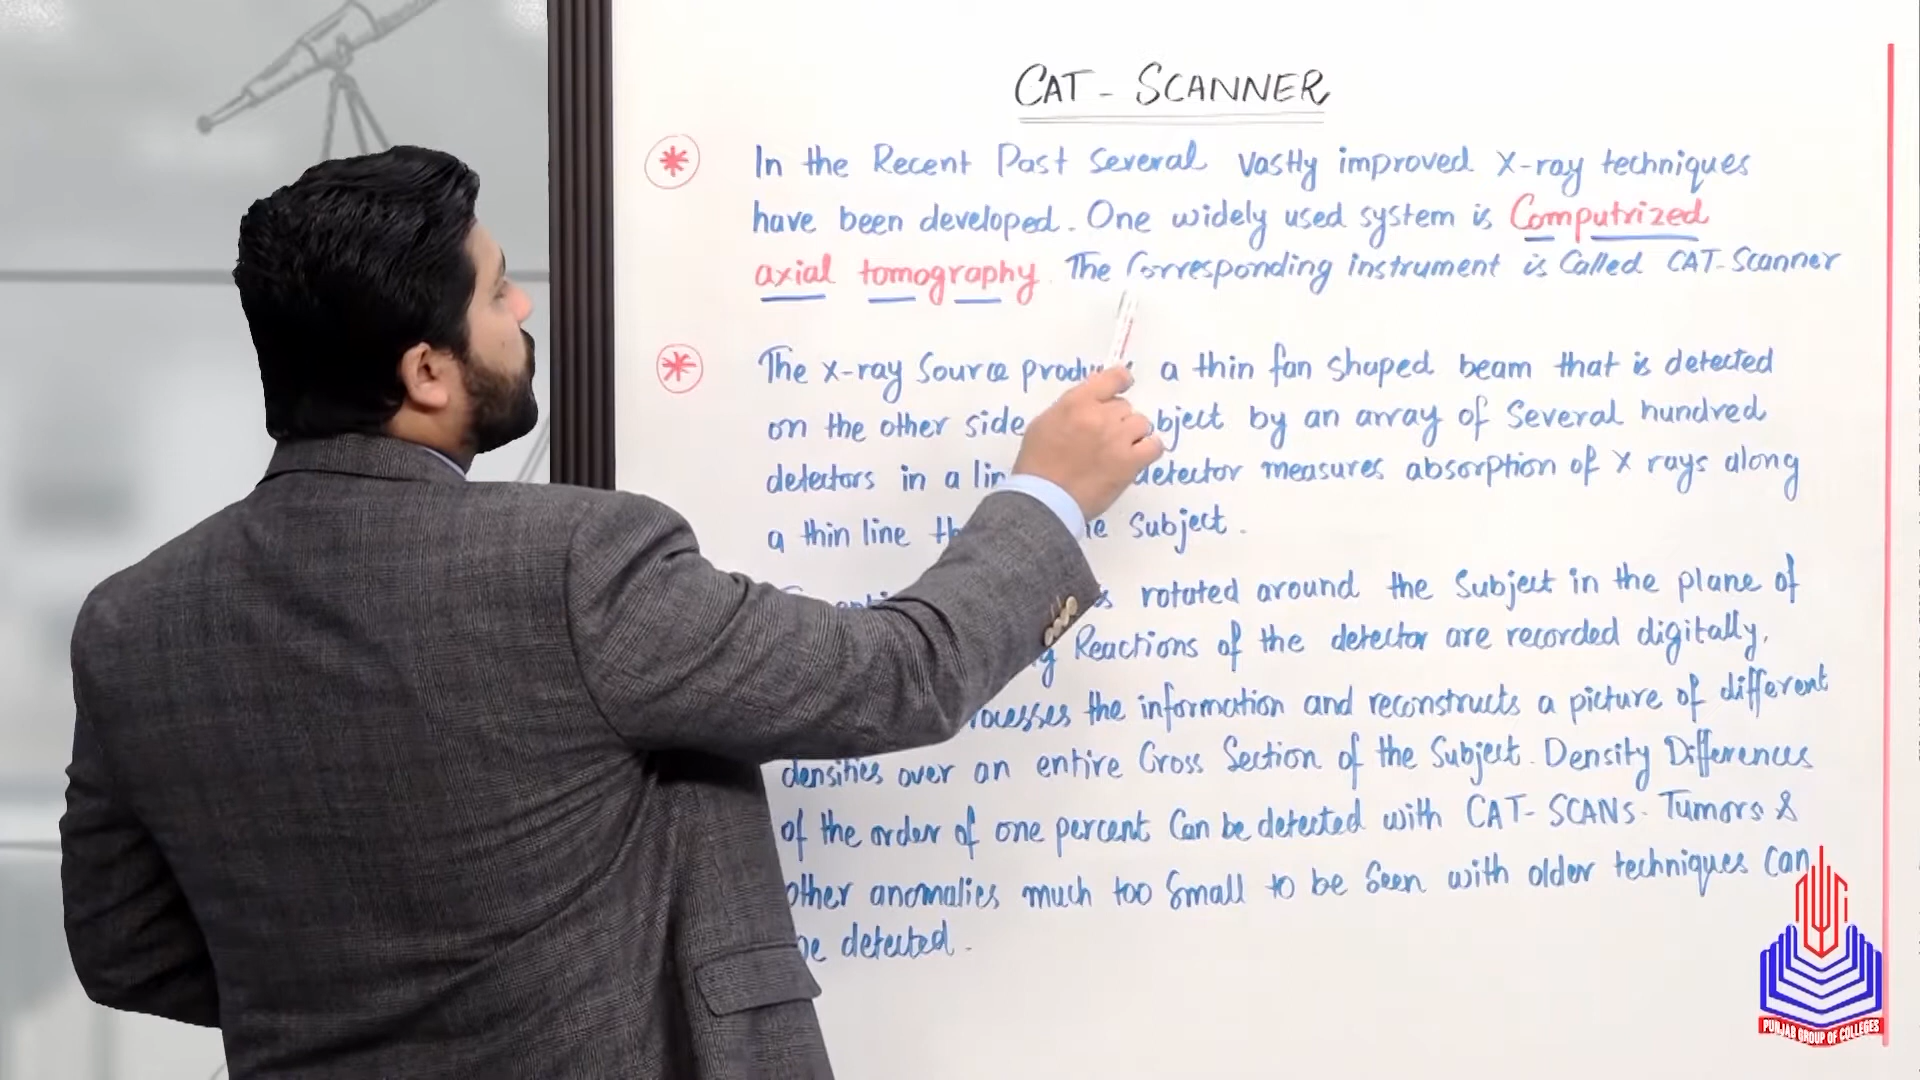 CAT - SCANNER
In the Recent Past Several Vastly improved X-ray techniques
have been developed. One widely used system is Computrized
axial tomography. The Corresponding instrument is Called CAT-Scanner
The X-ray Source a thin fan shaped beam that is detected
on the other side by an array of Several hundred
detectors in a detector measures absorption of X rays along
a thin line Subject.
rotated around the Subject in the plane of
Reactions of the detector are recorded digitally,
the information and reconstructs a picture of different
densities over an entire Cross Section of the Subject. Density Differences
of the order of one percent Can be detected with CAT-SCANs. Tumors &
other anomalies much too Small to be Seen with older techniques Can
detected.
PUNJAB GROUP OF COLLEGES